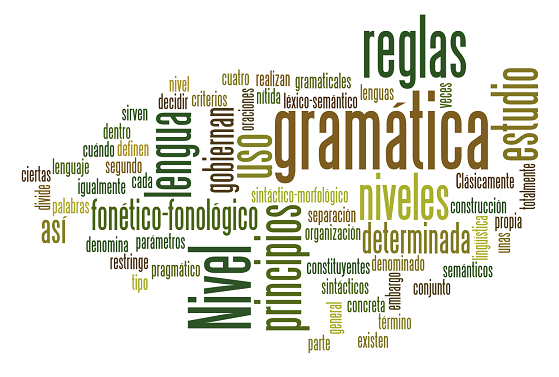 reglas
nivel
cuatro
realizan
gramaticales
decidir
criterios
nítida
léxico-semántico
lenguas
veces
sirven
oraciones
dentro
lengua
gobiernan
uso
gramática
estudio
cuándo
definen
segundo
ciertas
lenguaje
igualmente
cada
sintáctico-morfológico
niveles
Clásicamente
totalmente
divide
palabras
fonético-fonológico
separación
construcción
así
principios
organización
determinada
lingüística
propia
unas
denomina
parámetros
Nivel
restringe
pragmático
constituyentes
denominado
semánticos
tipo
sintácticos
embargo
conjunto
general
concreta
término
parte
existen